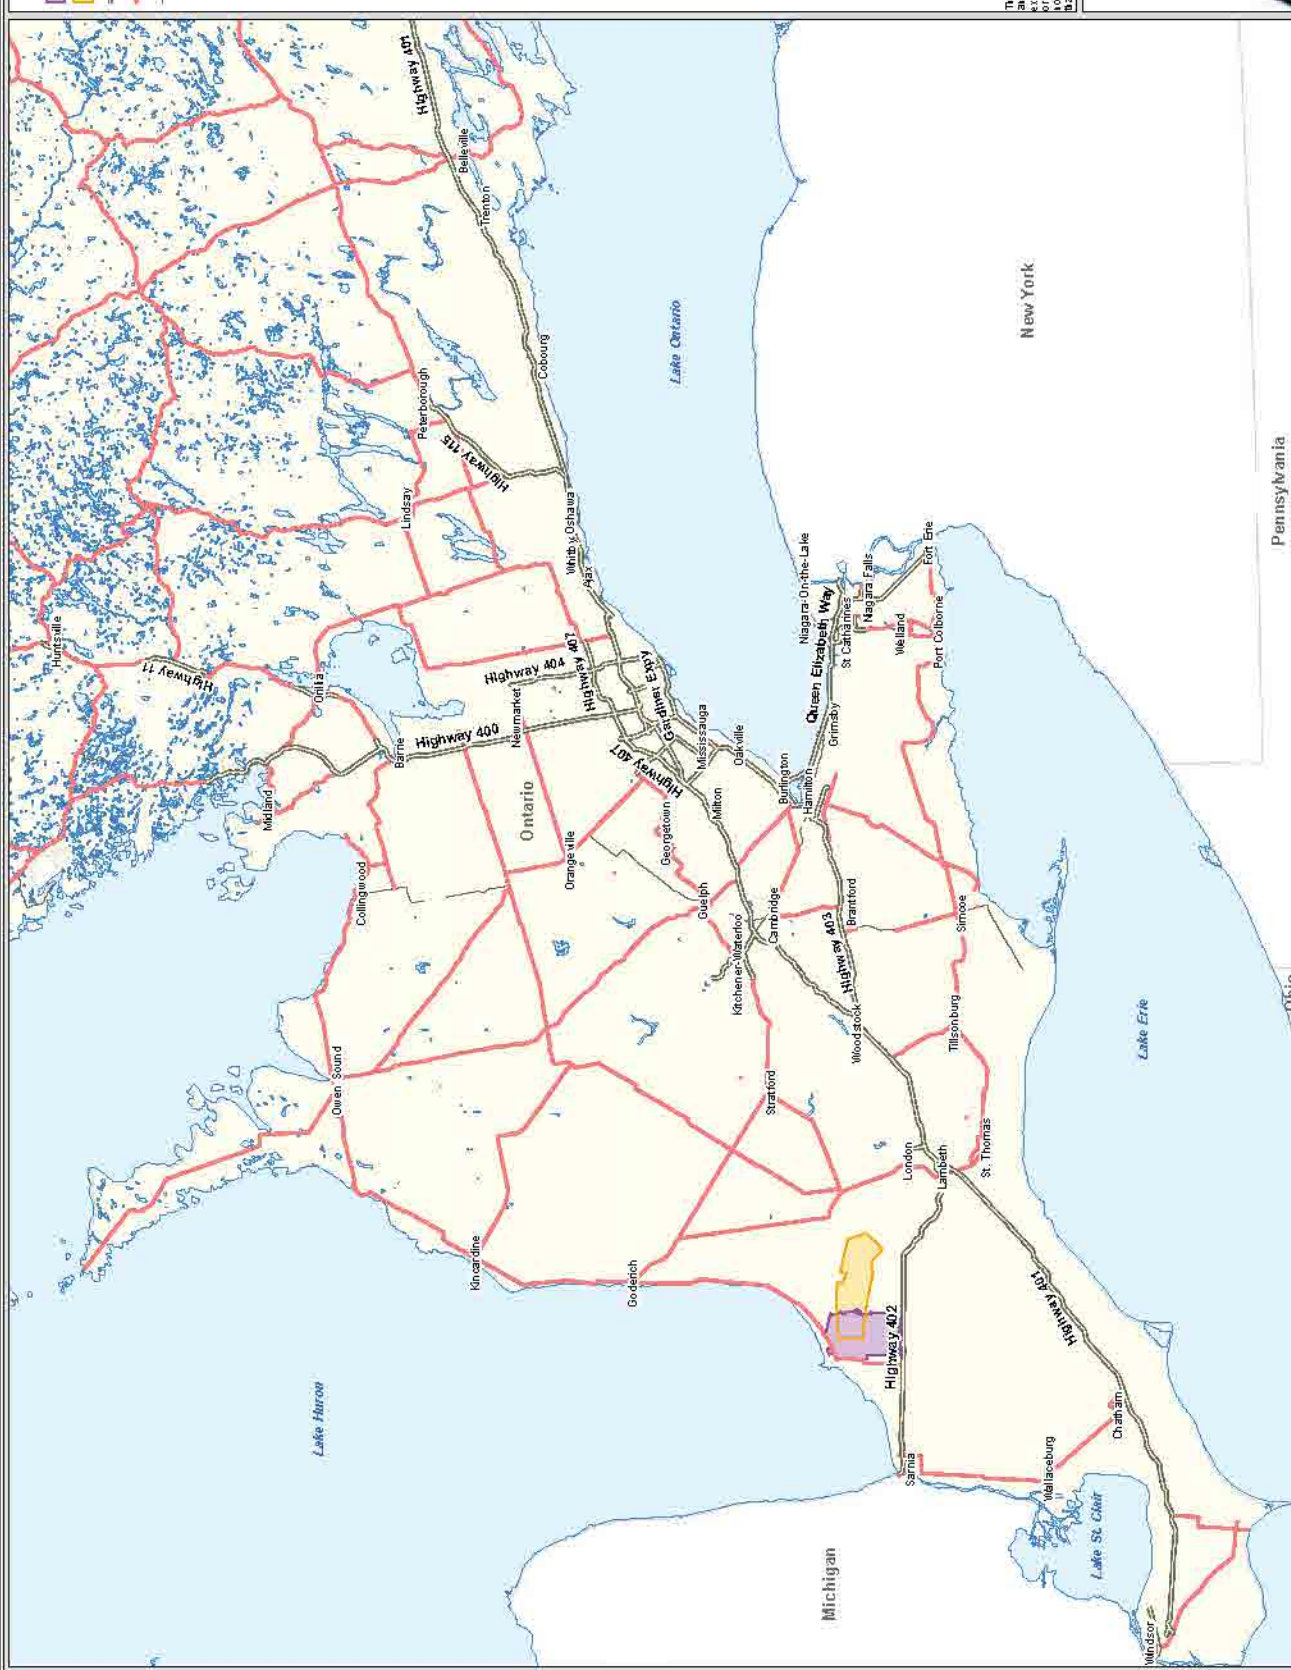 Highway 401
Belleville
Trenton
Cobourg
Lake Ontario
New York
Pennsylvania
Peterborough
Highway 115
Lindsay
Oshawa
Whitby
Ajax
Huntsville
Highway 11
Orillia
Niagara-On-the-Lake
Fort Erie
Niagara Falls
Queen Elizabeth Way
St Catharines
Welland
Port Colborne
Highway 404
Highway 407
Gardiner Expy
Newmarket
Highway 400
Barrie
Midland
Grimsby
Mississauga
Oakville
Highway 407
Burlington
Hamilton
Milton
Ontario
Georgetown
Orangeville
Collingwood
Guelph
Cambridge
Brantford
Simcoe
Kitchener-Waterloo
Highway 403
Woodstock
Tillsonburg
Lake Erie
Ohio
Owen Sound
Stratford
London
Lambeth
St. Thomas
Kincardine
Goderich
Highway 402
Highway 401
Lake Huron
Sarnia
Chatham
Wallaceburg
Lake St. Clair
Michigan
Windsor